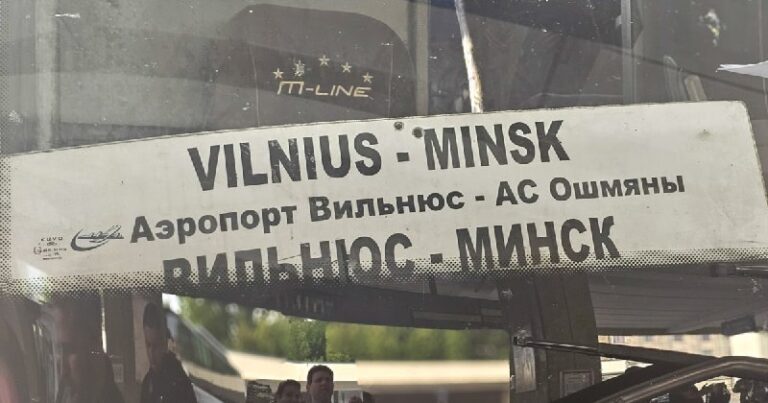 M-LINE
VILNIUS - MINSK
Аэропорт Вильнюс - АС Ошмяны
ВИЛЬНЮС - МИНСК